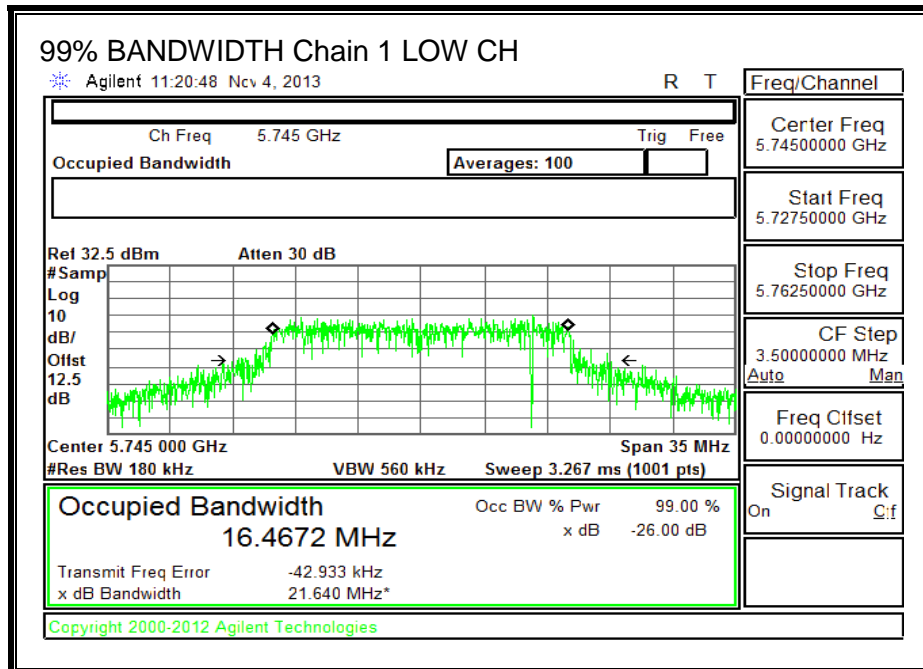 99% BANDWIDTH Chain 1 LOW CH
Agilent 11:20:48 Nov 4, 2013 R T
Freq/Channel
Ch Freq 5.745 GHz Trig Free
Occupied Bandwidth Averages: 100
Center Freq
5.74500000 GHz
Start Freq
5.72750000 GHz
Stop Freq
5.76250000 GHz
CF Step
3.50000000 MHz
Auto Man
Freq Offset
0.00000000 Hz
Signal Track
On Off
Ref 32.5 dBm Atten 30 dB
#Samp
Log
10
dB/
Offst
12.5
dB
Center 5.745 000 GHz Span 35 MHz
#Res BW 180 kHz VBW 560 kHz Sweep 3.267 ms (1001 pts)
Occupied Bandwidth Occ BW % Pwr 99.00 %
16.4672 MHz x dB -26.00 dB
Transmit Freq Error -42.933 kHz
x dB Bandwidth 21.640 MHz*
Copyright 2000-2012 Agilent Technologies